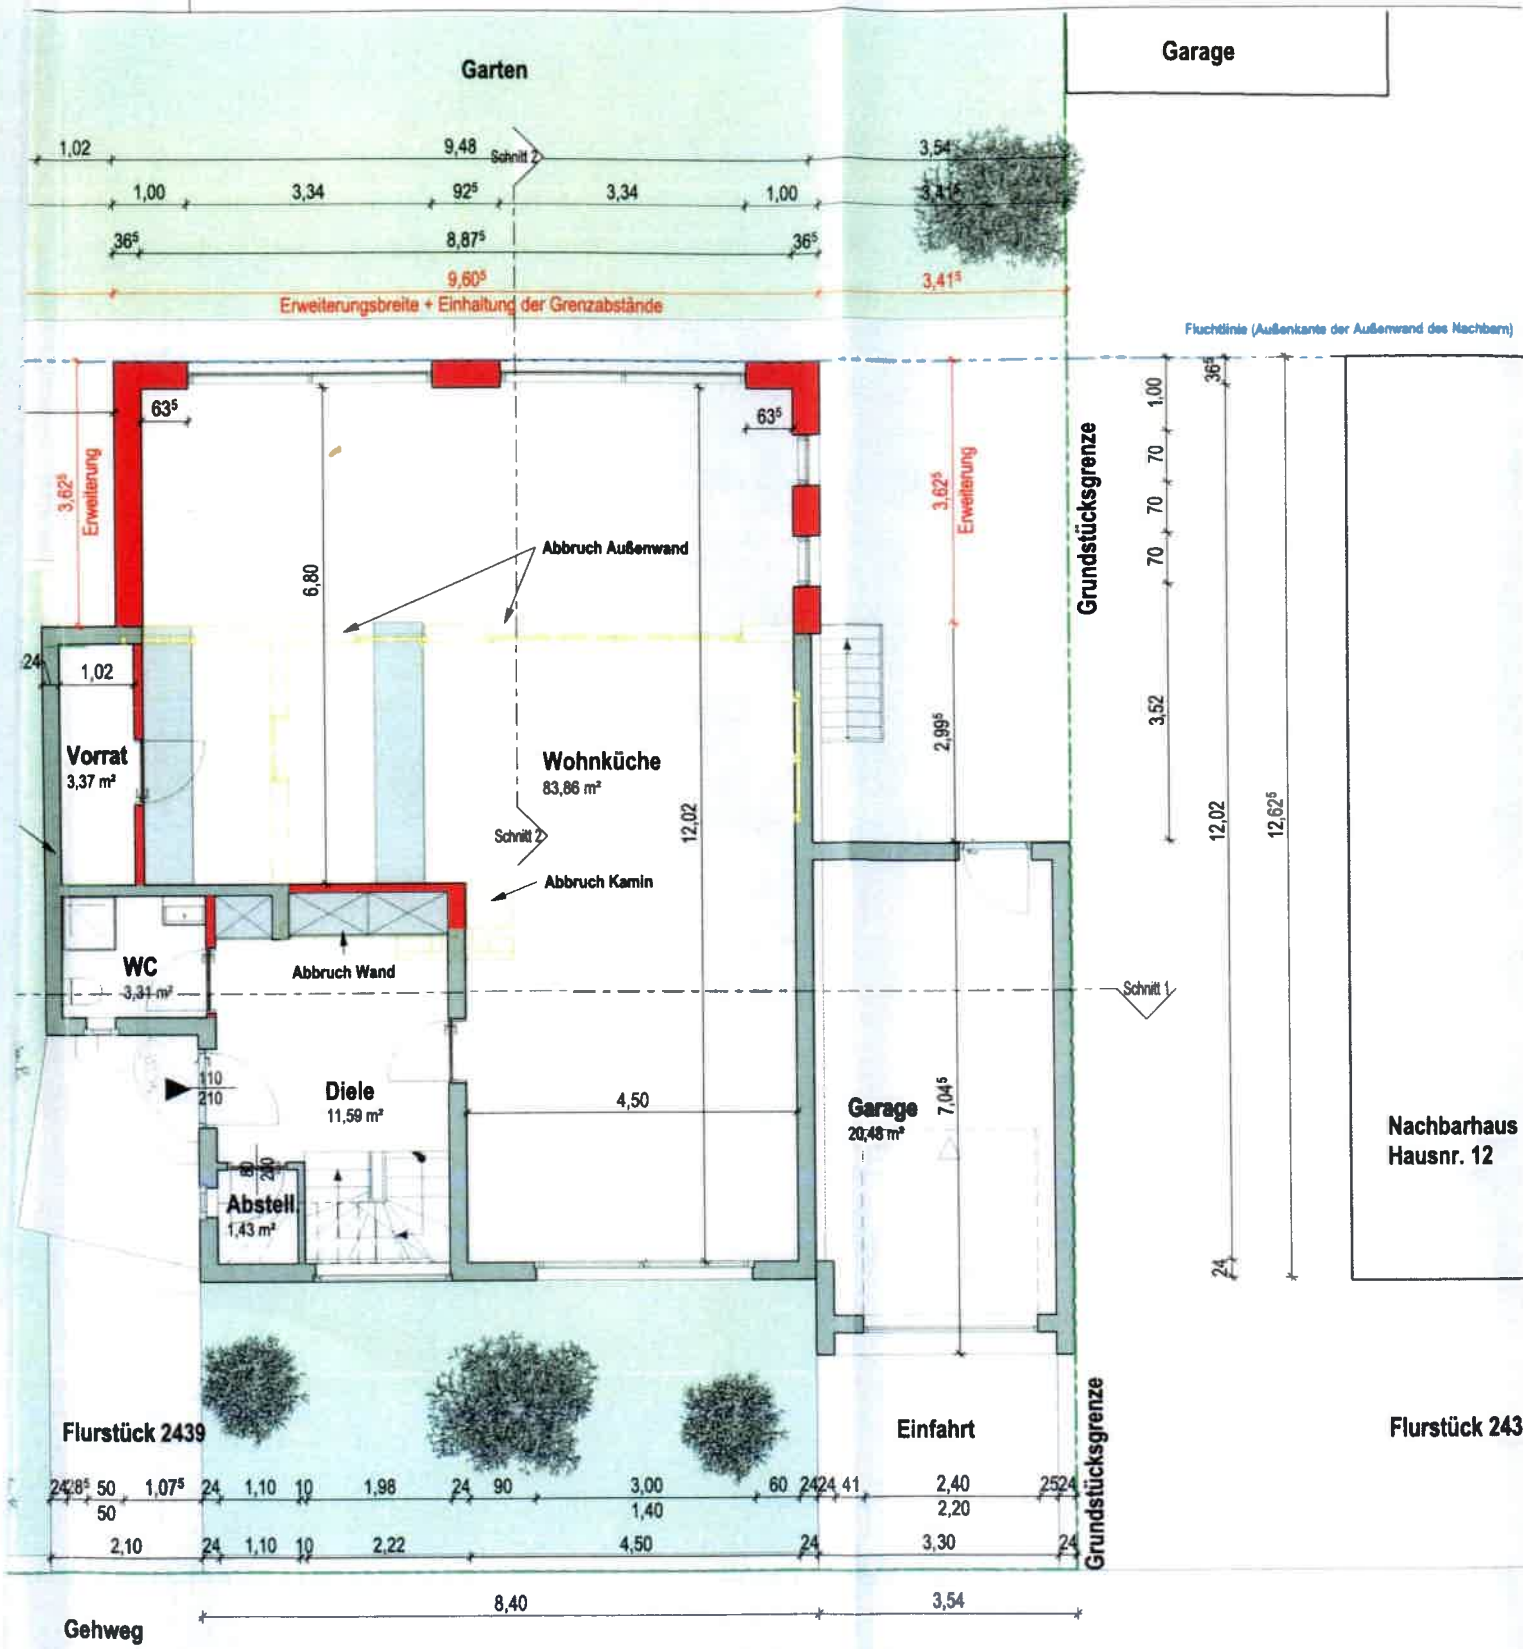 Garten
Garage
1,02
9,48
3,54
Schnitt 2
1,00
3,34
92⁵
3,34
1,00
3,41⁵
36⁵
8,87⁵
36⁵
9,60⁵
3,41⁵
Erweiterungsbreite + Einhaltung der Grenzabstände
Fluchtlinie (Außenkante der Außenwand des Nachbarn)
63⁵
63⁵
3,62⁵
Erweiterung
6,80
Abbruch Außenwand
3,62⁵
Erweiterung
Grundstücksgrenze
1,00
70
70
70
3,52
36⁵
12,02
12,62⁵
24
24
1,02
Vorrat
3,37 m²
Wohnküche
83,86 m²
Schnitt 2
12,02
2,99⁵
Abbruch Kamin
Abbruch Wand
WC
3,31 m²
Schnitt 1
110
210
Diele
11,59 m²
4,50
Garage
20,48 m²
7,04⁵
80
200
Abstell.
1,43 m²
Nachbarhaus
Hausnr. 12
Flurstück 2439
Einfahrt
Flurstück 243
Grundstücksgrenze
24 28⁵ 50 1,07⁵ 24 1,10 10 1,98 24 90 3,00 60 24 24 41 2,40 25 24
50 1,40 2,20
2,10 24 1,10 10 2,22 4,50 24 3,30 24
8,40
3,54
Gehweg